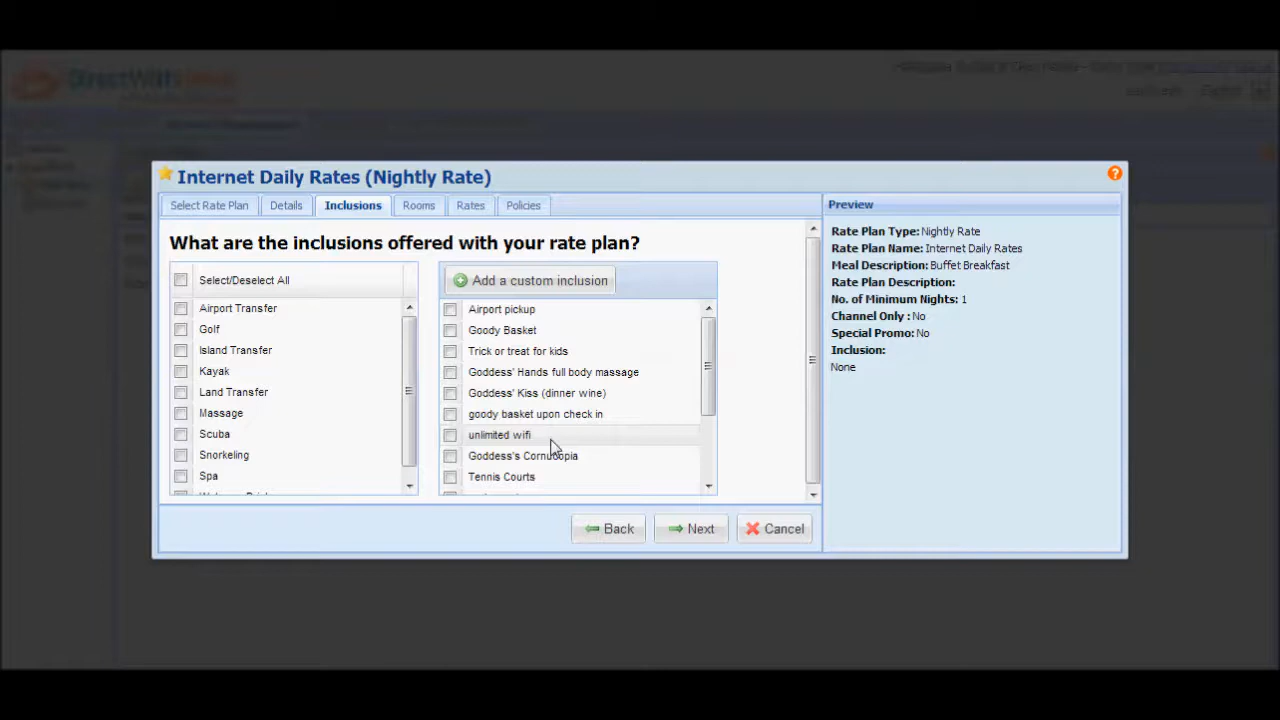 Internet Daily Rates (Nightly Rate)
?
Select Rate Plan
Details
Inclusions
Rooms
Rates
Policies
What are the inclusions offered with your rate plan?
Select/Deselect All
Airport Transfer
Golf
Island Transfer
Kayak
Land Transfer
Massage
Scuba
Snorkeling
Spa
Add a custom inclusion
Airport pickup
Goody Basket
Trick or treat for kids
Goddess' Hands full body massage
Goddess' Kiss (dinner wine)
goody basket upon check in
unlimited wifi
Goddess's Cornucopia
Tennis Courts
Back
Next
Cancel
Preview
Rate Plan Type: Nightly Rate
Rate Plan Name: Internet Daily Rates
Meal Description: Buffet Breakfast
Rate Plan Description:
No. of Minimum Nights: 1
Channel Only : No
Special Promo: No
Inclusion:
None